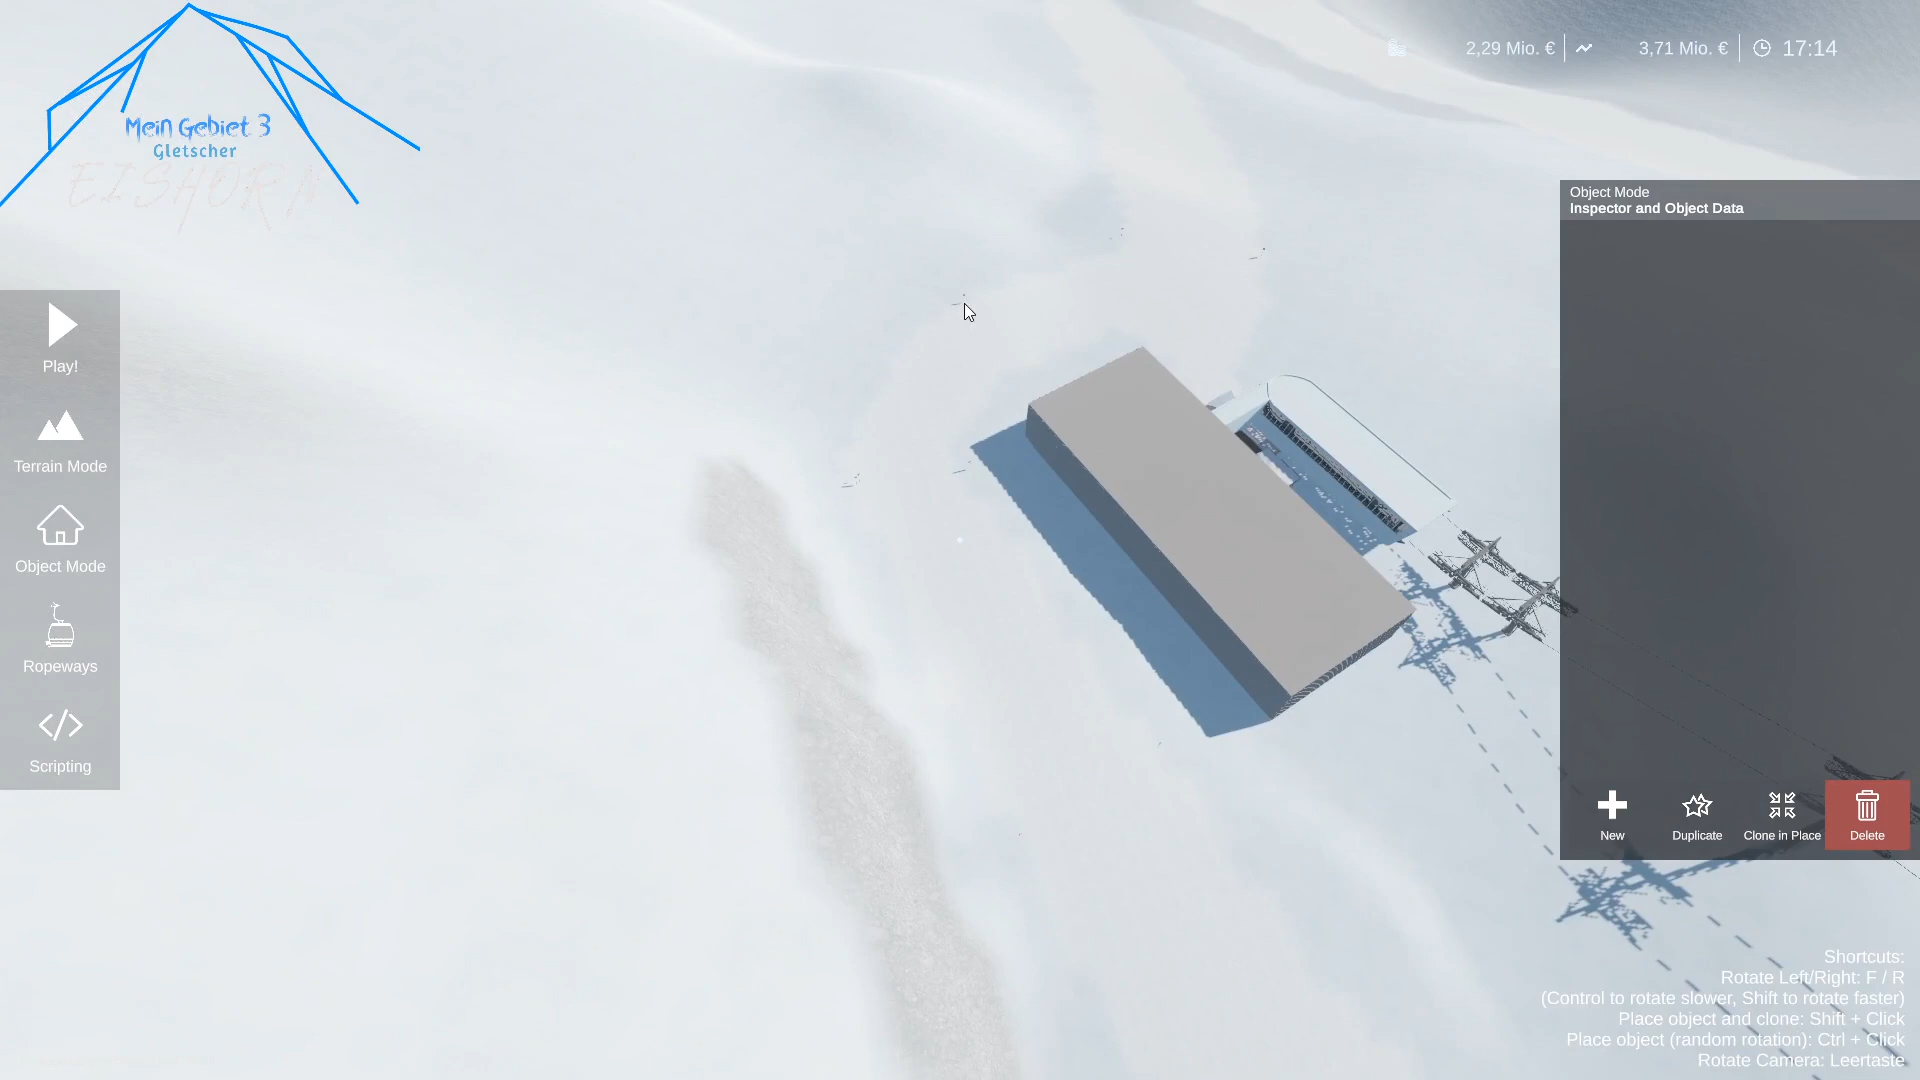 Mein Gebiet 3
Gletscher
EISHORN
2,29 Mio. €
3,71 Mio. €
17:14
Object Mode
Inspector and Object Data
Play!
Terrain Mode
Object Mode
Ropeways
Scripting
New
Duplicate
Clone in Place
Delete
Shortcuts:
Rotate Left/Right: F / R
(Control to rotate slower, Shift to rotate faster)
Place object and clone: Shift + Click
Place object (random rotation): Ctrl + Click
Rotate Camera: Leertaste